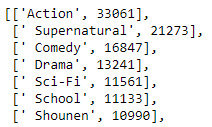 [['Action', 33061],
[' Supernatural', 21273],
[' Comedy', 16847],
[' Drama', 13241],
[' Sci-Fi', 11561],
[' School', 11133],
[' Shounen', 10990],